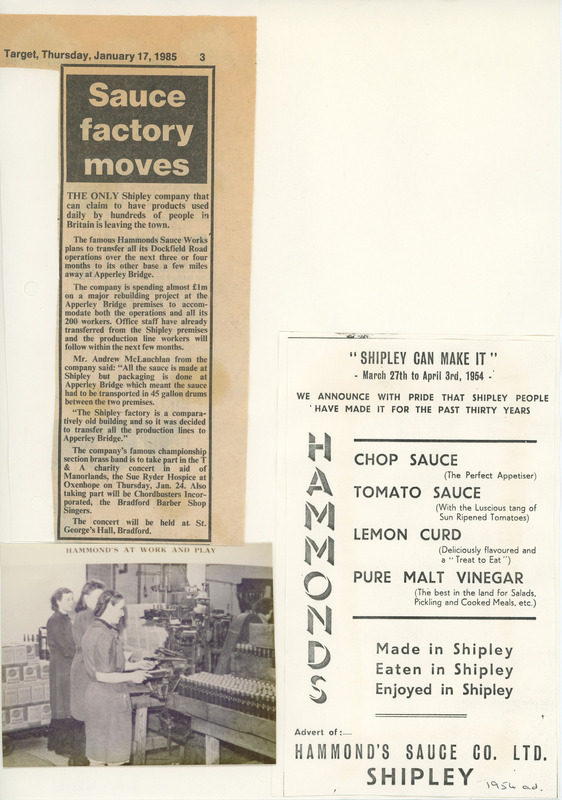 Target, Thursday, January 17, 1985 3
Sauce
factory
moves
THE ONLY Shipley company that
can claim to have products used
daily by hundreds of people in
Britain is leaving the town.
The famous Hammonds Sauce Works
plans to transfer all its Dockfield Road
operations over the next three or four
months to its other base a few miles
away at Apperley Bridge.
The company is spending almost £1m
on a major rebuilding project at the
Apperley Bridge premises to accom-
modate both the operations and all its
200 workers. Office staff have already
transferred from the Shipley premises
and the production line workers will
follow within the next few months.
Mr. Andrew McLauchlan from the
company said: "All the sauce is made at
Shipley but packaging is done at
Apperley Bridge which meant the sauce
had to be transported in 45 gallon drums
between the two premises.
"The Shipley factory is a compara-
tively old building and so it was decided
to transfer all the production lines to
Apperley Bridge."
The company's famous championship
section brass band is to take part in the T
& A charity concert in aid of
Manorlands, the Sue Ryder Hospice at
Oxenhope on Thursday, Jan. 24. Also
taking part will be Chordbusters Incor-
porated, the Bradford Barber Shop
Singers.
The concert will be held at St.
George's Hall, Bradford.
HAMMOND'S AT WORK AND PLAY
"SHIPLEY CAN MAKE IT"
- March 27th to April 3rd, 1954 -
WE ANNOUNCE WITH PRIDE THAT SHIPLEY PEOPLE
HAVE MADE IT FOR THE PAST THIRTY YEARS
HAMMONDS
CHOP SAUCE
(The Perfect Appetiser)
TOMATO SAUCE
(With the Luscious tang of
Sun Ripened Tomatoes)
LEMON CURD
(Deliciously flavoured and
a "Treat to Eat")
PURE MALT VINEGAR
(The best in the land for Salads,
Pickling and Cooked Meals, etc.)
Made in Shipley
Eaten in Shipley
Enjoyed in Shipley
Advert of :—
HAMMOND'S SAUCE CO. LTD.
SHIPLEY
1954 ad.